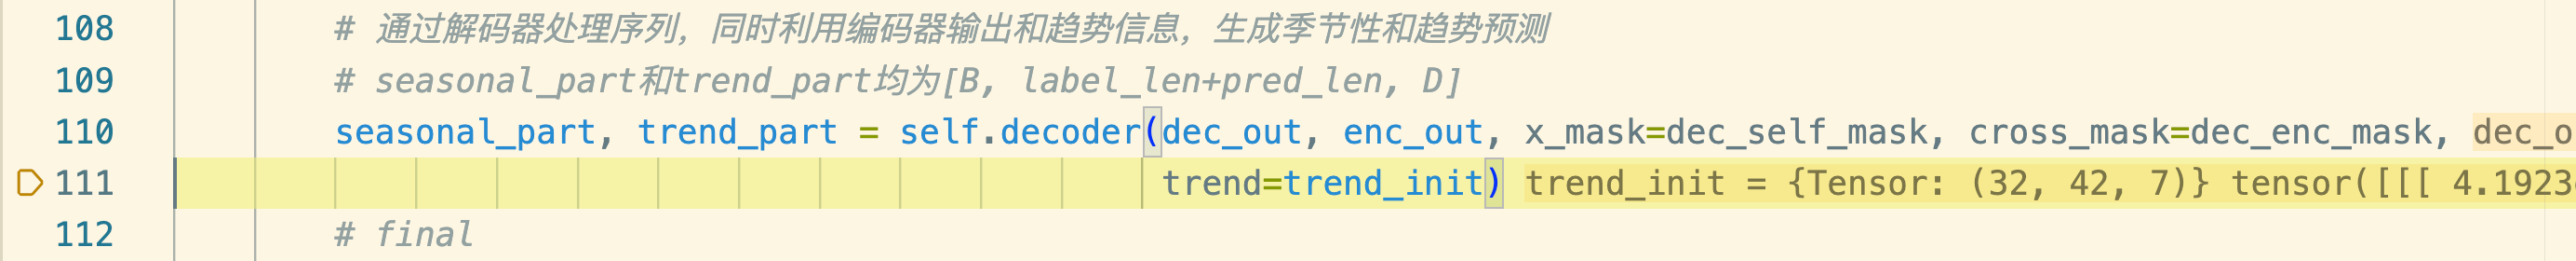 108 # 通过解码器处理序列，同时利用编码器输出和趋势信息，生成季节性和趋势预测
109 # seasonal_part和trend_part均为[B, label_len+pred_len, D]
110 seasonal_part, trend_part = self.decoder(dec_out, enc_out, x_mask=dec_self_mask, cross_mask=dec_enc_mask, dec_o
111 trend=trend_init) trend_init = {Tensor: (32, 42, 7)} tensor([[[ 4.1923
112 # final